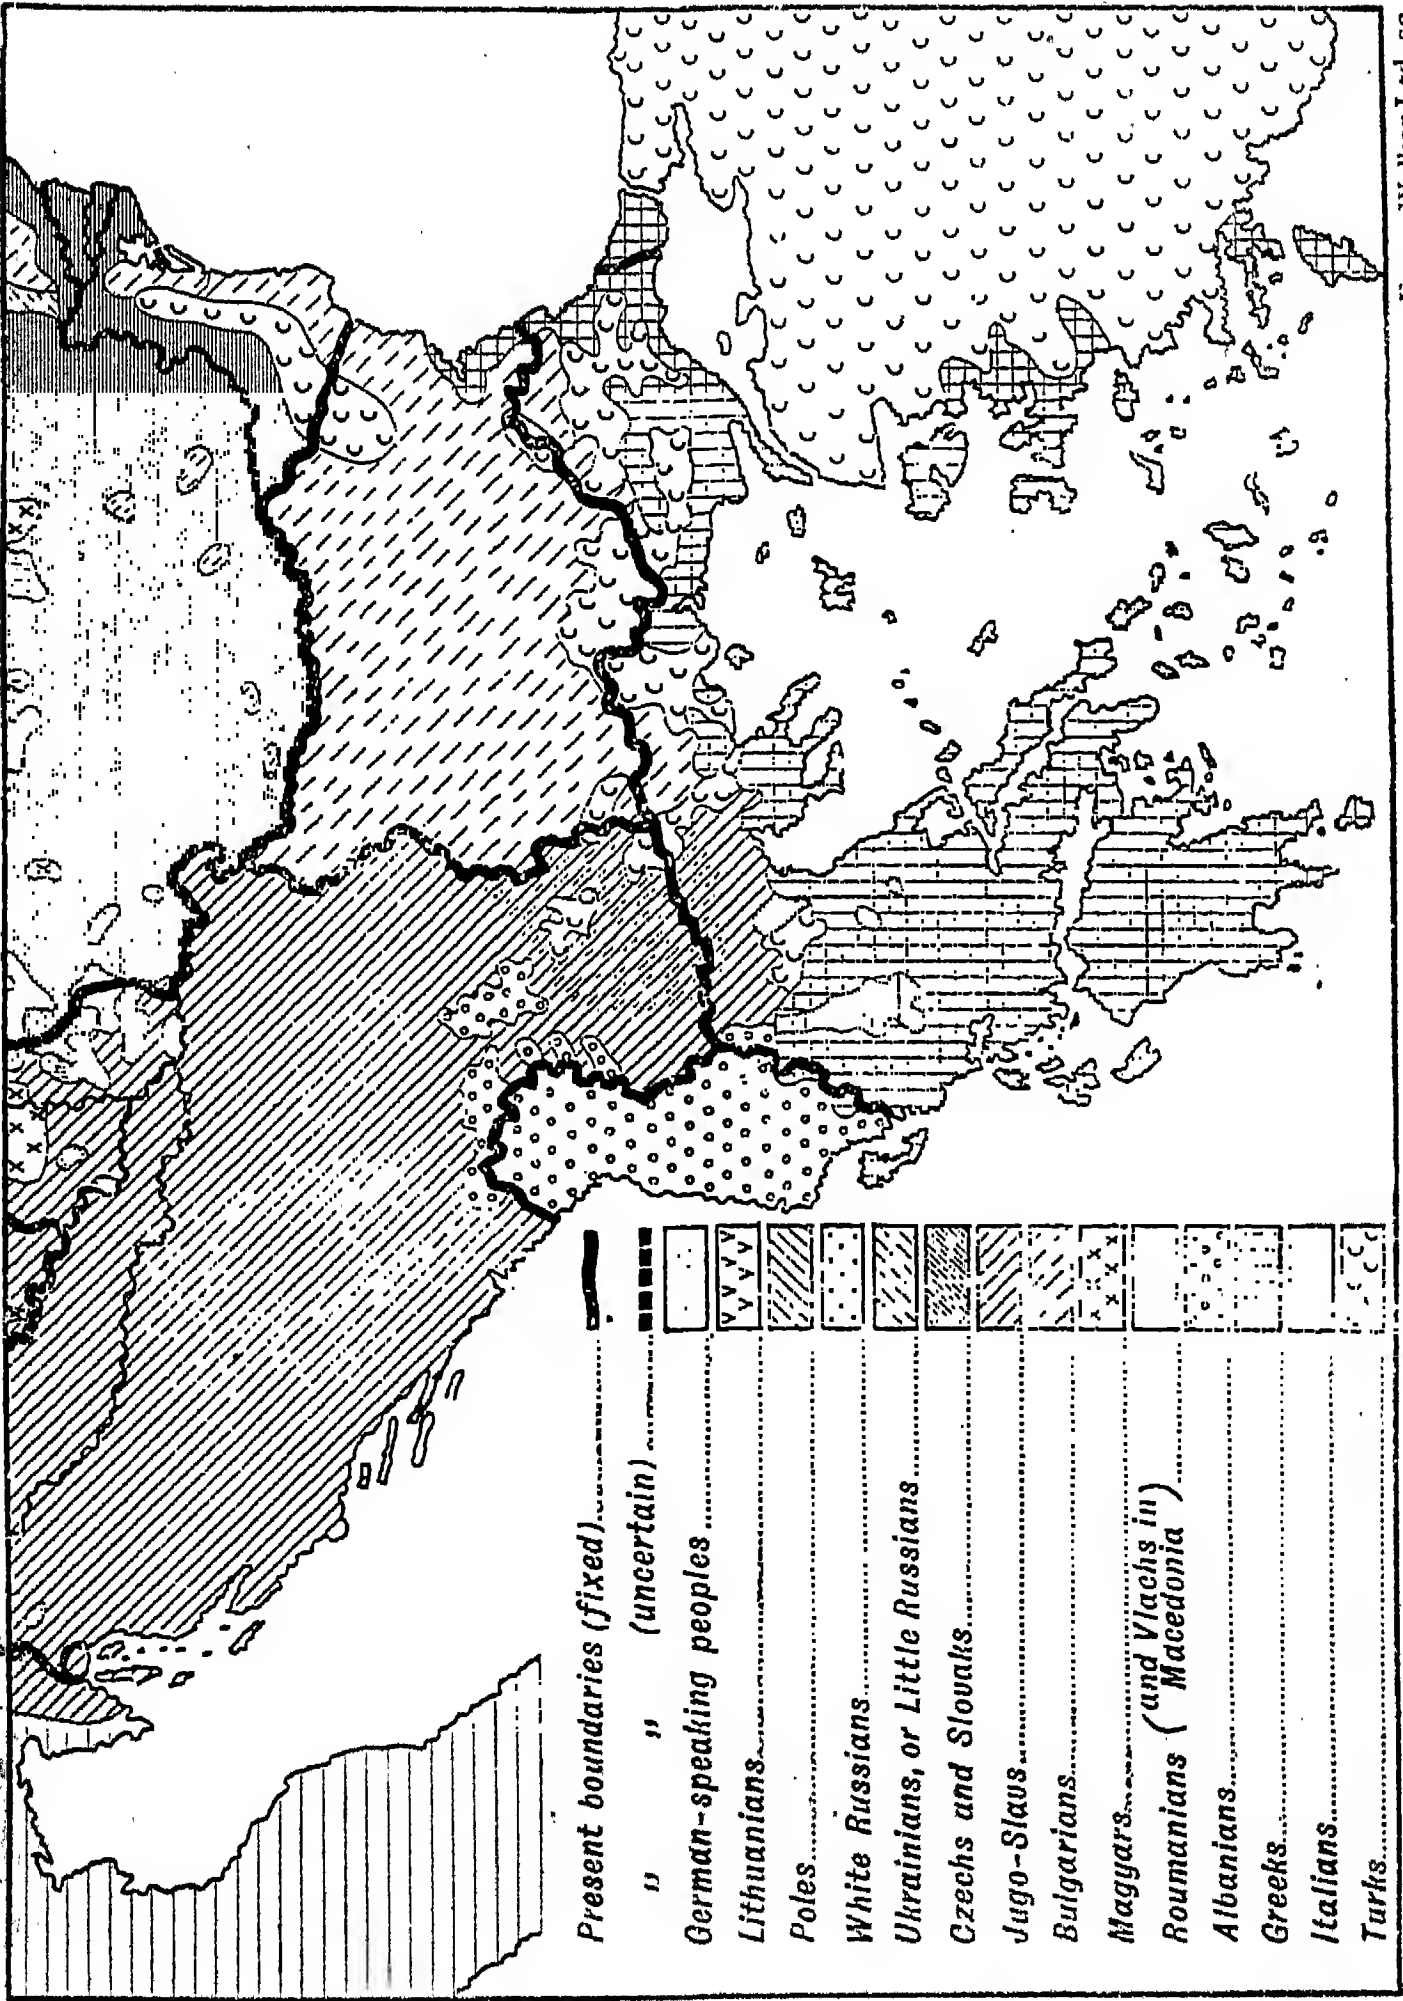 Present boundaries (fixed)
" " (uncertain)
German-speaking peoples
Lithuanians
Poles
White Russians
Ukrainians, or Little Russians
Czechs and Slovaks
Jugo-Slavs
Bulgarians
Magyars
Roumanians (and Vlachs in Macedonia)
Albanians
Greeks
Italians
Turks